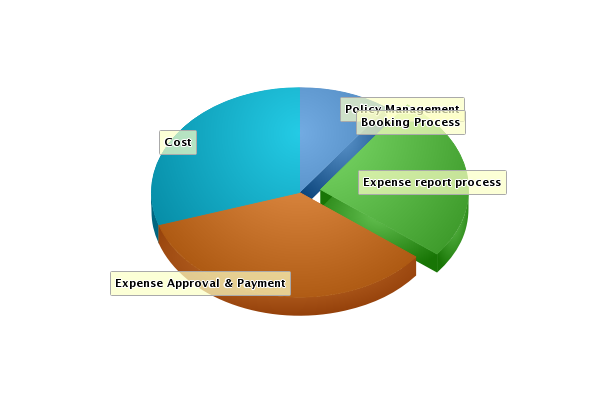 Policy Management
Booking Process
Cost
Expense report process
Expense Approval & Payment